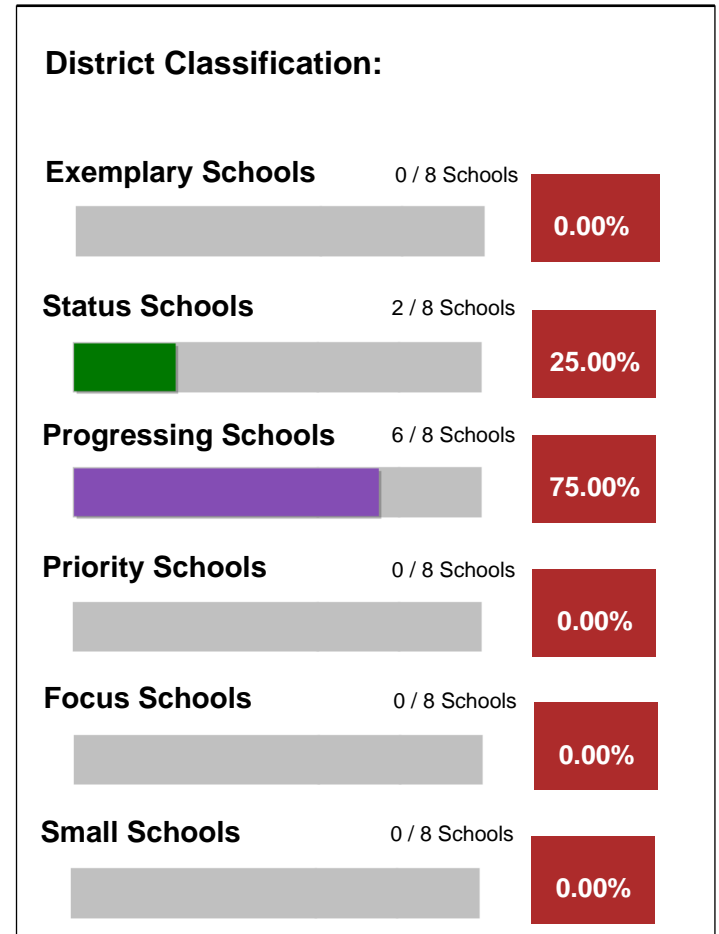 District Classification:
Exemplary Schools 0 / 8 Schools
0.00%
Status Schools 2 / 8 Schools
25.00%
Progressing Schools 6 / 8 Schools
75.00%
Priority Schools 0 / 8 Schools
0.00%
Focus Schools 0 / 8 Schools
0.00%
Small Schools 0 / 8 Schools
0.00%